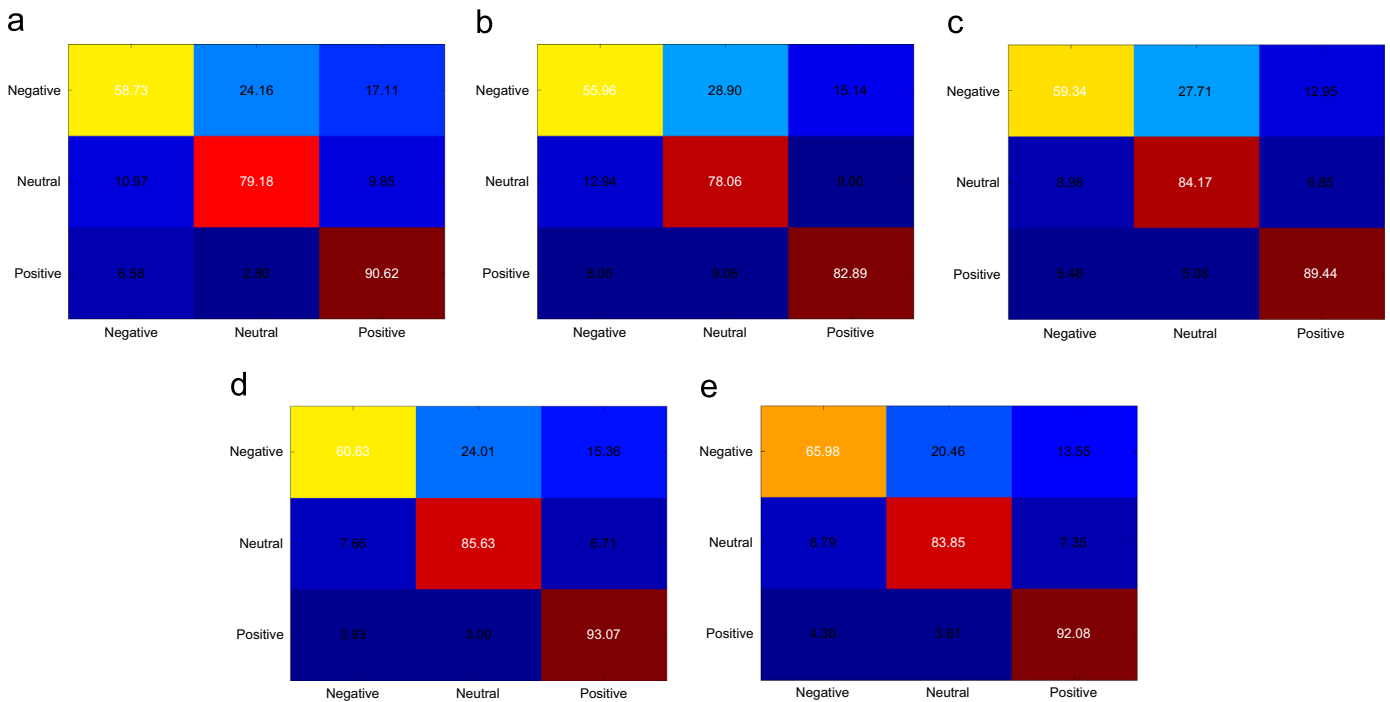 a
b
c
Negative 58.73 24.16 17.11
Neutral 10.97 79.18 9.85
Positive 6.58 2.80 90.62
Negative Neutral Positive
Negative 55.96 28.90 15.14
Neutral 12.94 78.06 9.00
Positive 8.05 9.06 82.89
Negative Neutral Positive
Negative 59.34 27.71 12.95
Neutral 8.98 84.17 6.85
Positive 5.48 5.08 89.44
Negative Neutral Positive
d
e
Negative 60.63 24.01 15.36
Neutral 7.66 85.63 6.71
Positive 3.93 3.00 93.07
Negative Neutral Positive
Negative 65.98 20.46 13.55
Neutral 8.79 83.85 7.35
Positive 4.30 3.61 92.08
Negative Neutral Positive